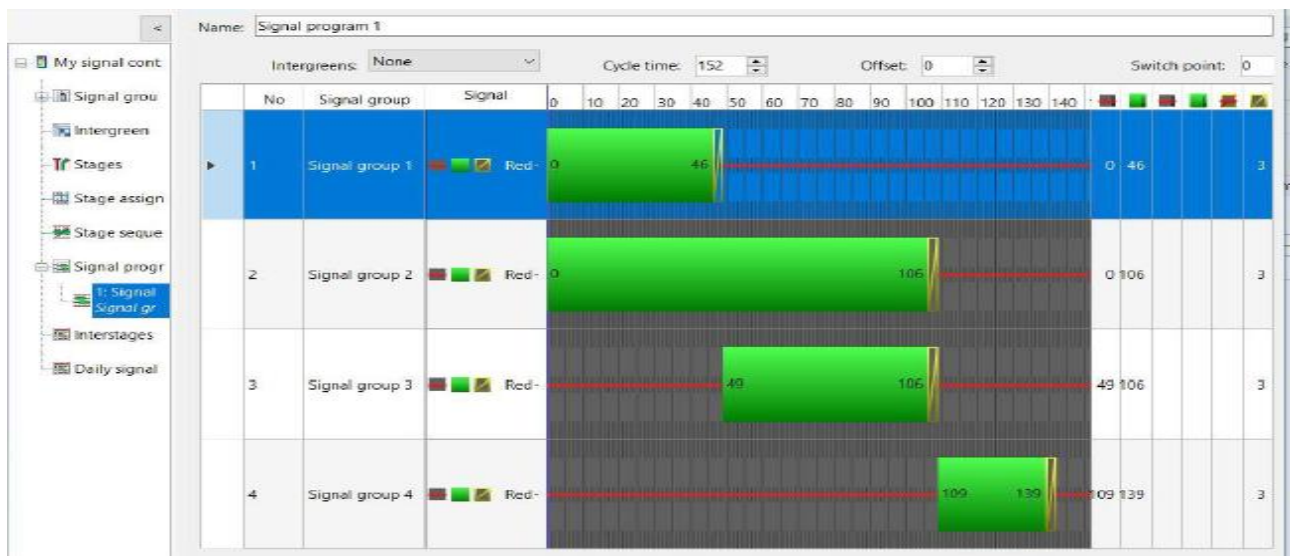 <
Name: Signal program 1
My signal cont
Intergreens: None Cycle time: 152 Offset: 0 Switch point: 0
Signal grou
No Signal group Signal 0 10 20 30 40 50 60 70 80 90 100 110 120 130 140
Intergreen
Stages
1 Signal group 1 Red- 0 46 0 46 3
Stage assign
Stage seque
Signal progr
2 Signal group 2 Red- 0 106 0 106 3
1: Signal
Signal gr
Interstages
Daily signal
3 Signal group 3 Red- 49 106 49 106 3
4 Signal group 4 Red- 109 139 109 139 3